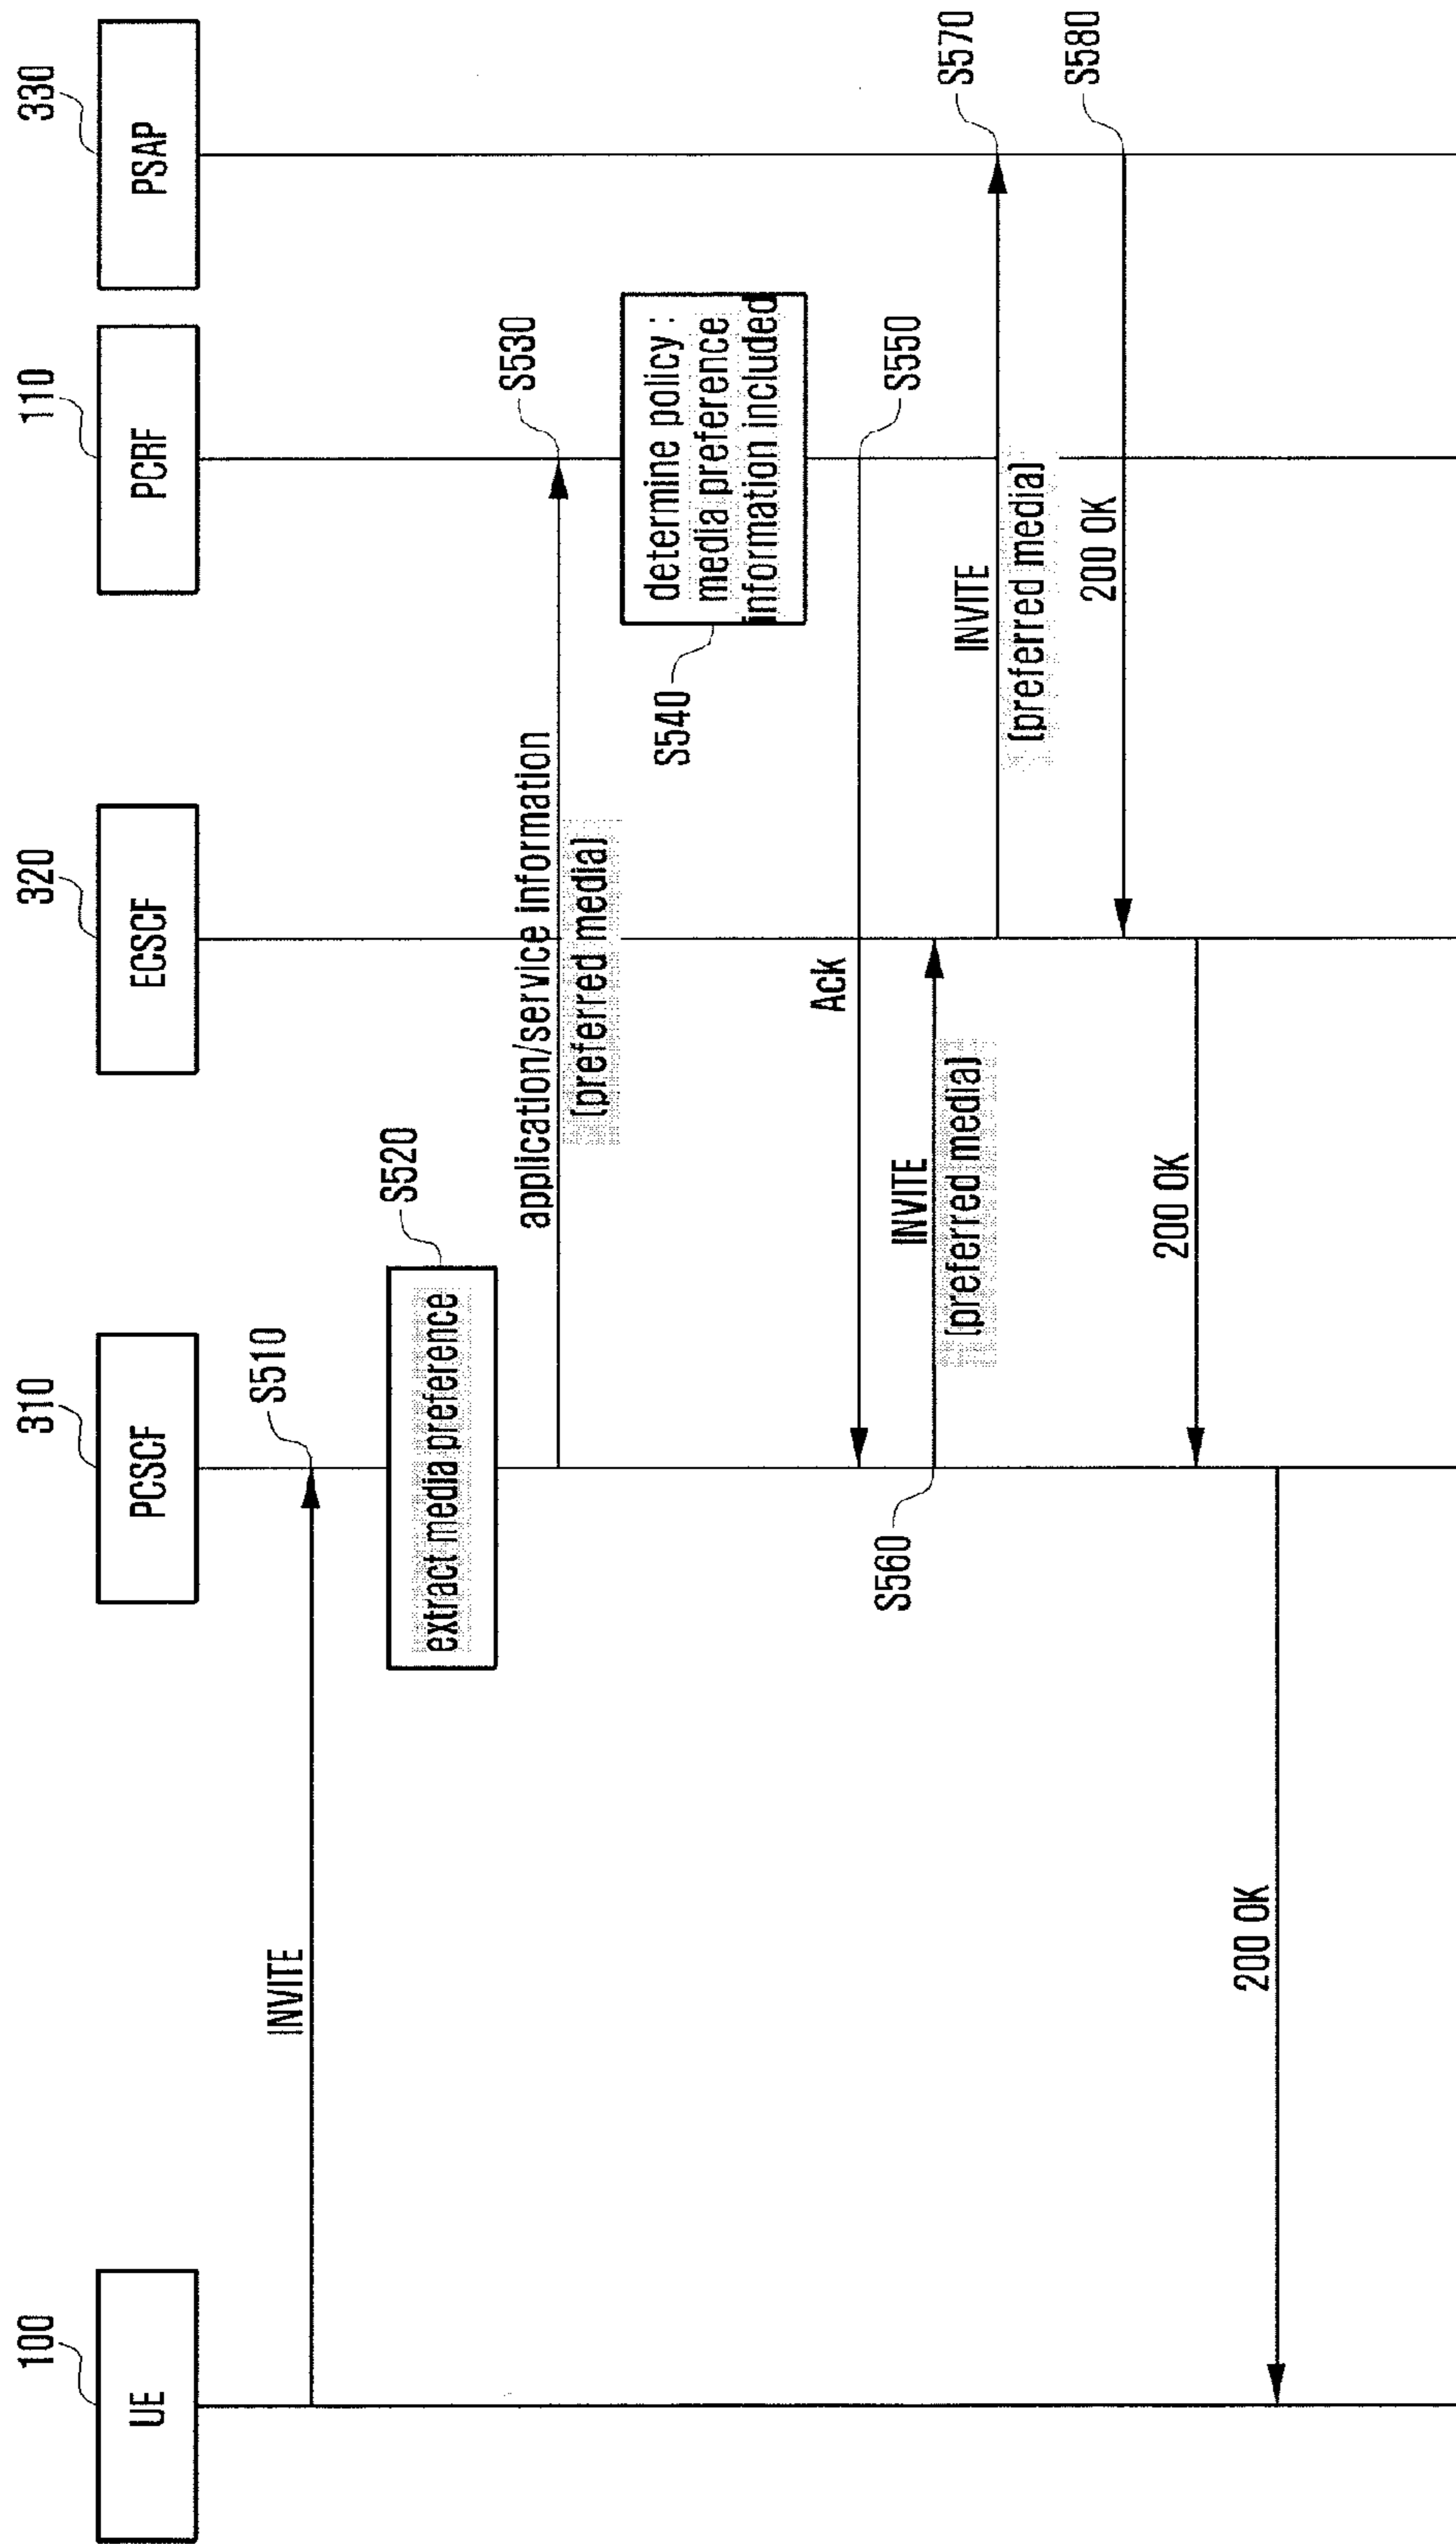 100
UE
310
PCSCF
320
ECSCF
110
PCRF
330
PSAP
INVITE
S510
extract media preference
S520
application/service information
(preferred media)
S530
S540
determine policy :
media preference
information included
Ack
S550
S560
INVITE
(preferred media)
INVITE
(preferred media)
S570
200 OK
S580
200 OK
200 OK